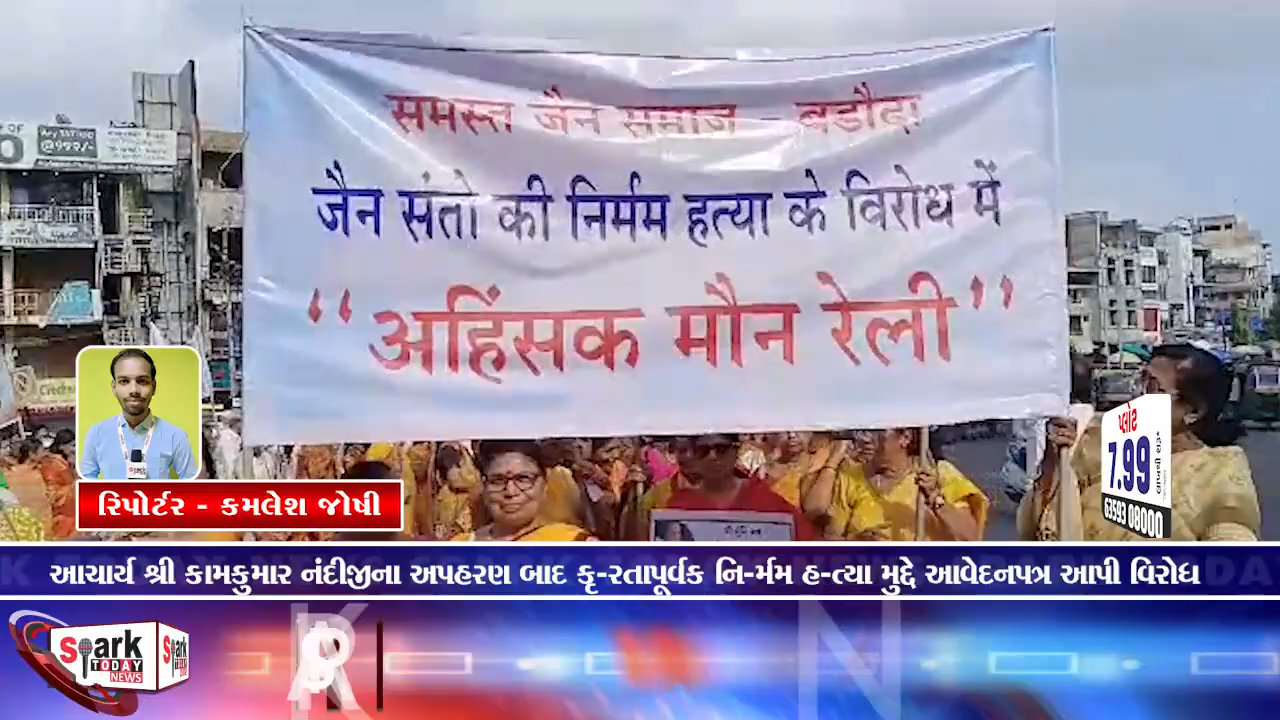 समस्त जैन समाज - बडौदा
जैन संतो की निर्मम हत्या के विरोध में
“अहिंसक मौन रेली”
@999/-
પ્લોટ
7.99
63593 08000
રિપોર્ટર - કમલેશ જોષી
આચાર્ય શ્રી કામકુમાર નંદીજીના અપહરણ બાદ કૃ-રતાપૂર્વક નિ-ર્મમ હ-ત્યા મુદ્દે આવેદનપત્ર આપી વિરોધ
Spark
TODAY
NEWS